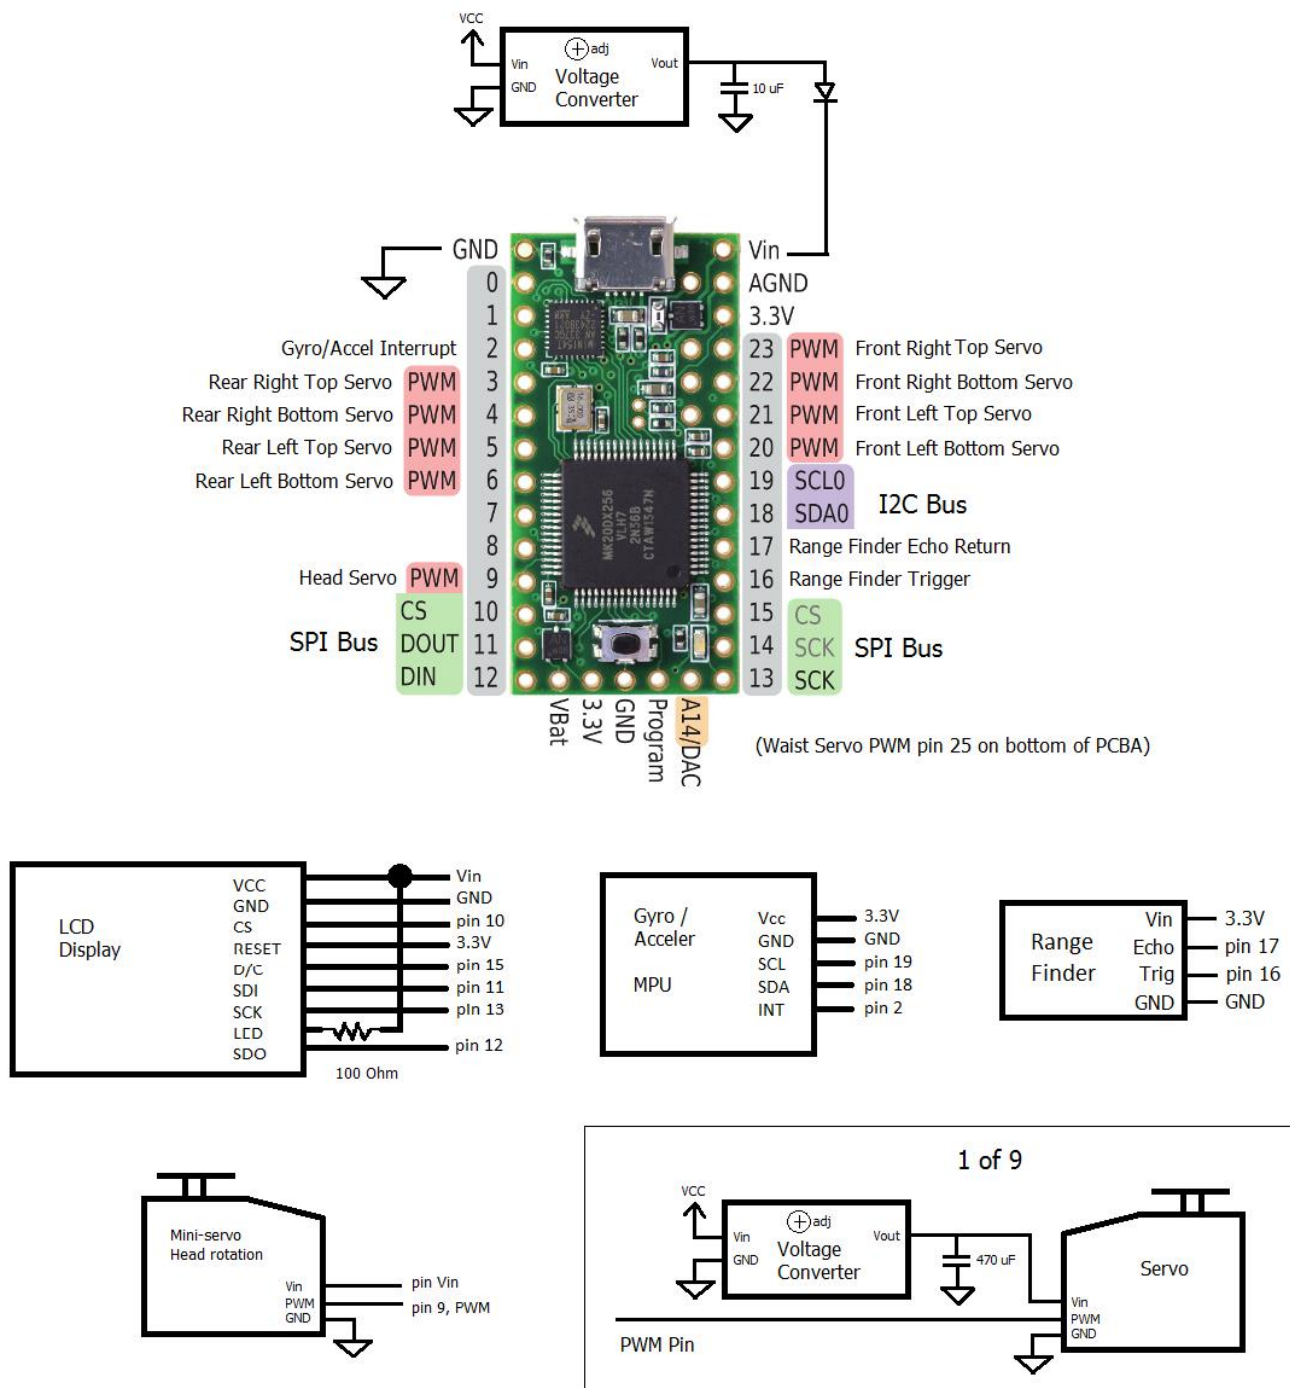 VCC
adj
Vin
Vout
GND
Voltage
Converter
10 uF
GND
Vin
0
AGND
1
3.3V
Gyro/Accel Interrupt 2
23 PWM Front Right Top Servo
Rear Right Top Servo PWM 3
22 PWM Front Right Bottom Servo
Rear Right Bottom Servo PWM 4
21 PWM Front Left Top Servo
Rear Left Top Servo PWM 5
20 PWM Front Left Bottom Servo
Rear Left Bottom Servo PWM 6
19 SCL0
I2C Bus
7
18 SDA0
8
17 Range Finder Echo Return
Head Servo PWM 9
16 Range Finder Trigger
CS 10
15 CS
SPI Bus DOUT 11
14 SCK SPI Bus
DIN 12
13 SCK
MK20DX256
VLH7
2N36B
CTAW1347N
VBat
3.3V
GND
Program
A14/DAC
(Waist Servo PWM pin 25 on bottom of PCBA)
LCD
Display
VCC Vin
GND GND
CS pin 10
RESET 3.3V
D/C pin 15
SDI pin 11
SCK pIn 13
LED
SDO pin 12
100 Ohm
Gyro /
Acceler
MPU
Vcc 3.3V
GND GND
SCL pin 19
SDA pin 18
INT pin 2
Range
Finder
Vin 3.3V
Echo pin 17
Trig pin 16
GND GND
Mini-servo
Head rotation
Vin pin Vin
PWM pin 9, PWM
GND
1 of 9
VCC
adj
Vin
Vout
GND
Voltage
Converter
470 uF
Servo
Vin
PWM
GND
PWM Pin